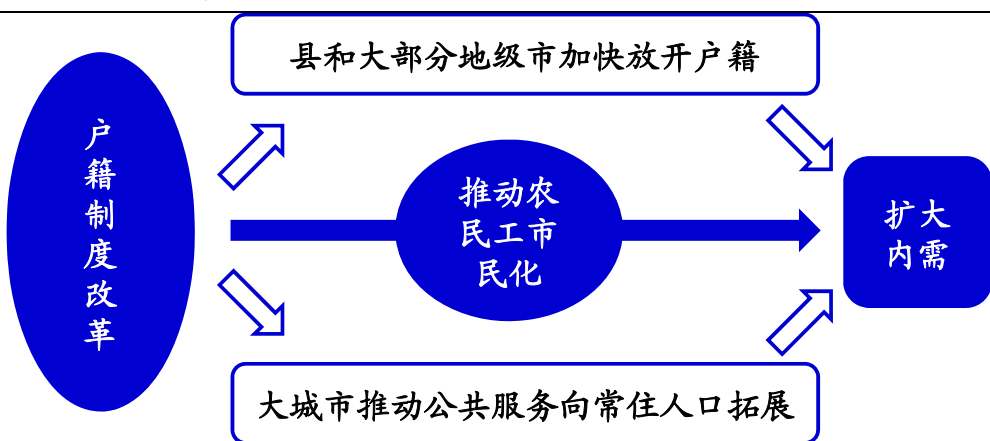 县和大部分地级市加快放开户籍
户
籍
制
度
改
革
推动农
民工市
民化
扩大
内需
大城市推动公共服务向常住人口拓展